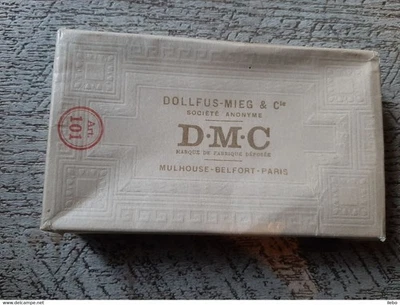 DOLLFUS-MIEG & Cie
SOCIÉTÉ ANONYME
D·M·C
MARQUE DE FABRIQUE DÉPOSÉE
MULHOUSE-BELFORT-PARIS
Art.
101